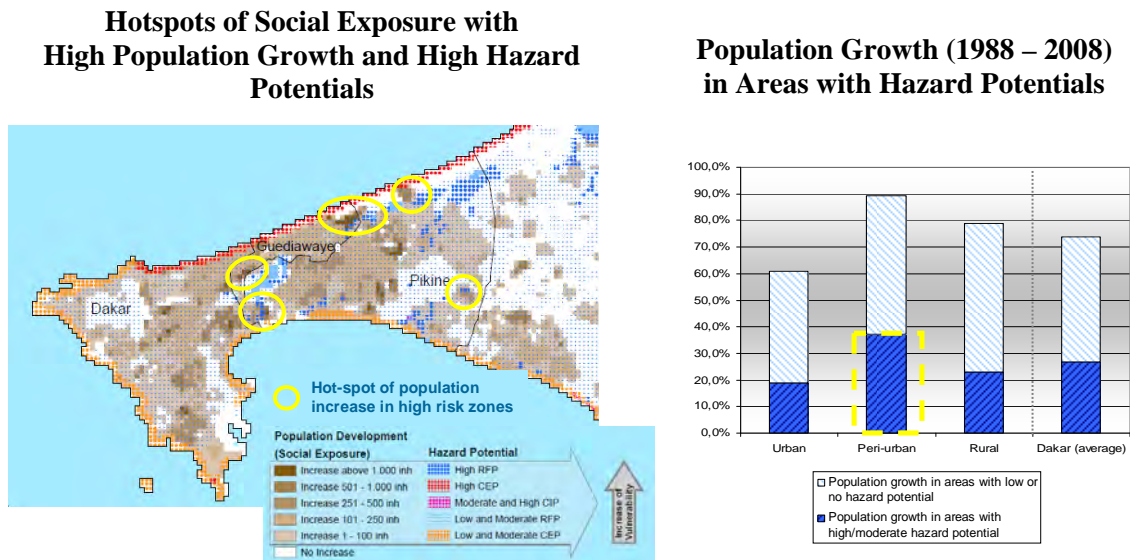 Hotspots of Social Exposure with
High Population Growth and High Hazard
Potentials
Guediawaye
Dakar
Pikine
Hot-spot of population
increase in high risk zones
Population Development
(Social Exposure)
Increase above 1.000 inh
Increase 501 - 1.000 inh
Increase 251 - 500 inh
Increase 101 - 250 inh
Increase 1 - 100 inh
No Increase
Hazard Potential
High RFP
High CEP
Moderate and High CIP
Low and Moderate RFP
Low and Moderate CEP
Increase of
Vulnerability
Population Growth (1988 – 2008)
in Areas with Hazard Potentials
100,0%
90,0%
80,0%
70,0%
60,0%
50,0%
40,0%
30,0%
20,0%
10,0%
0,0%
Urban
Peri-urban
Rural
Dakar (average)
Population growth in areas with low or
no hazard potential
Population growth in areas with
high/moderate hazard potential